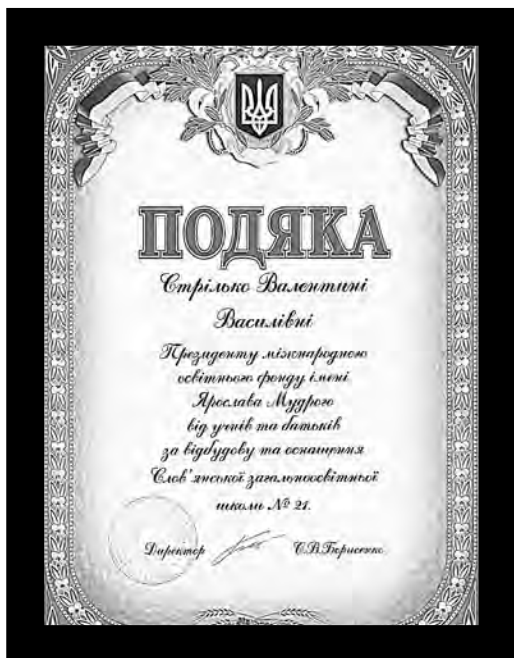 ПОДЯКА
Стрілько Валентині
Василівні
Президенту міжнародного
освітнього фонду імені
Ярослава Мудрого
від учнів та батьків
за відбудову та оснащення
Слов'янської загальноосвітньої
школи № 21.
Директор С.В.Борисенко